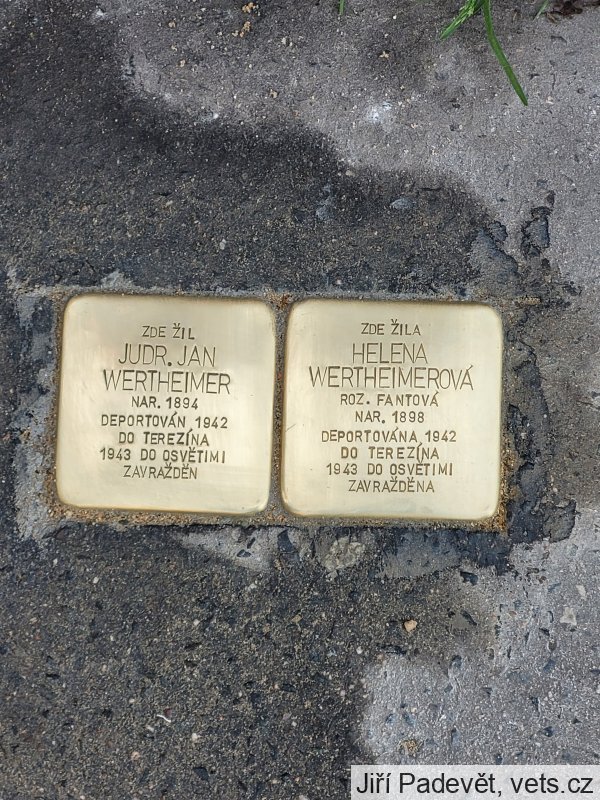 ZDE ŽIL
JUDR. JAN
WERTHEIMER
NAR. 1894
DEPORTOVÁN 1942
DO TEREZÍNA
1943 DO OSVĚTIMI
ZAVRAŽDĚN
ZDE ŽILA
HELENA
WERTHEIMEROVÁ
ROZ. FANTOVÁ
NAR. 1898
DEPORTOVÁNA 1942
DO TEREZÍNA
1943 DO OSVĚTIMI
ZAVRAŽDĚNA
Jiří Padevět, vets.cz